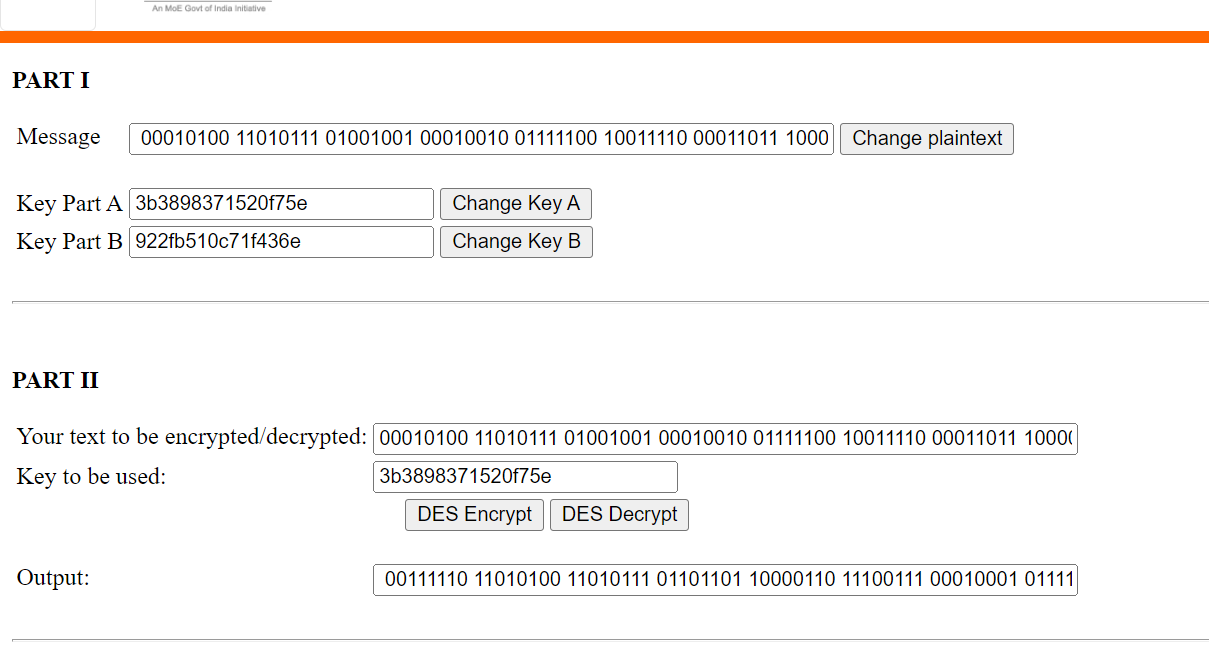 An MoE Govt of India Initiative
PART I
Message 00010100 11010111 01001001 00010010 01111100 10011110 00011011 1000 Change plaintext
Key Part A 3b3898371520f75e Change Key A
Key Part B 922fb510c71f436e Change Key B
PART II
Your text to be encrypted/decrypted: 00010100 11010111 01001001 00010010 01111100 10011110 00011011 1000
Key to be used: 3b3898371520f75e
DES Encrypt DES Decrypt
Output: 00111110 11010100 11010111 01101101 10000110 11100111 00010001 01111